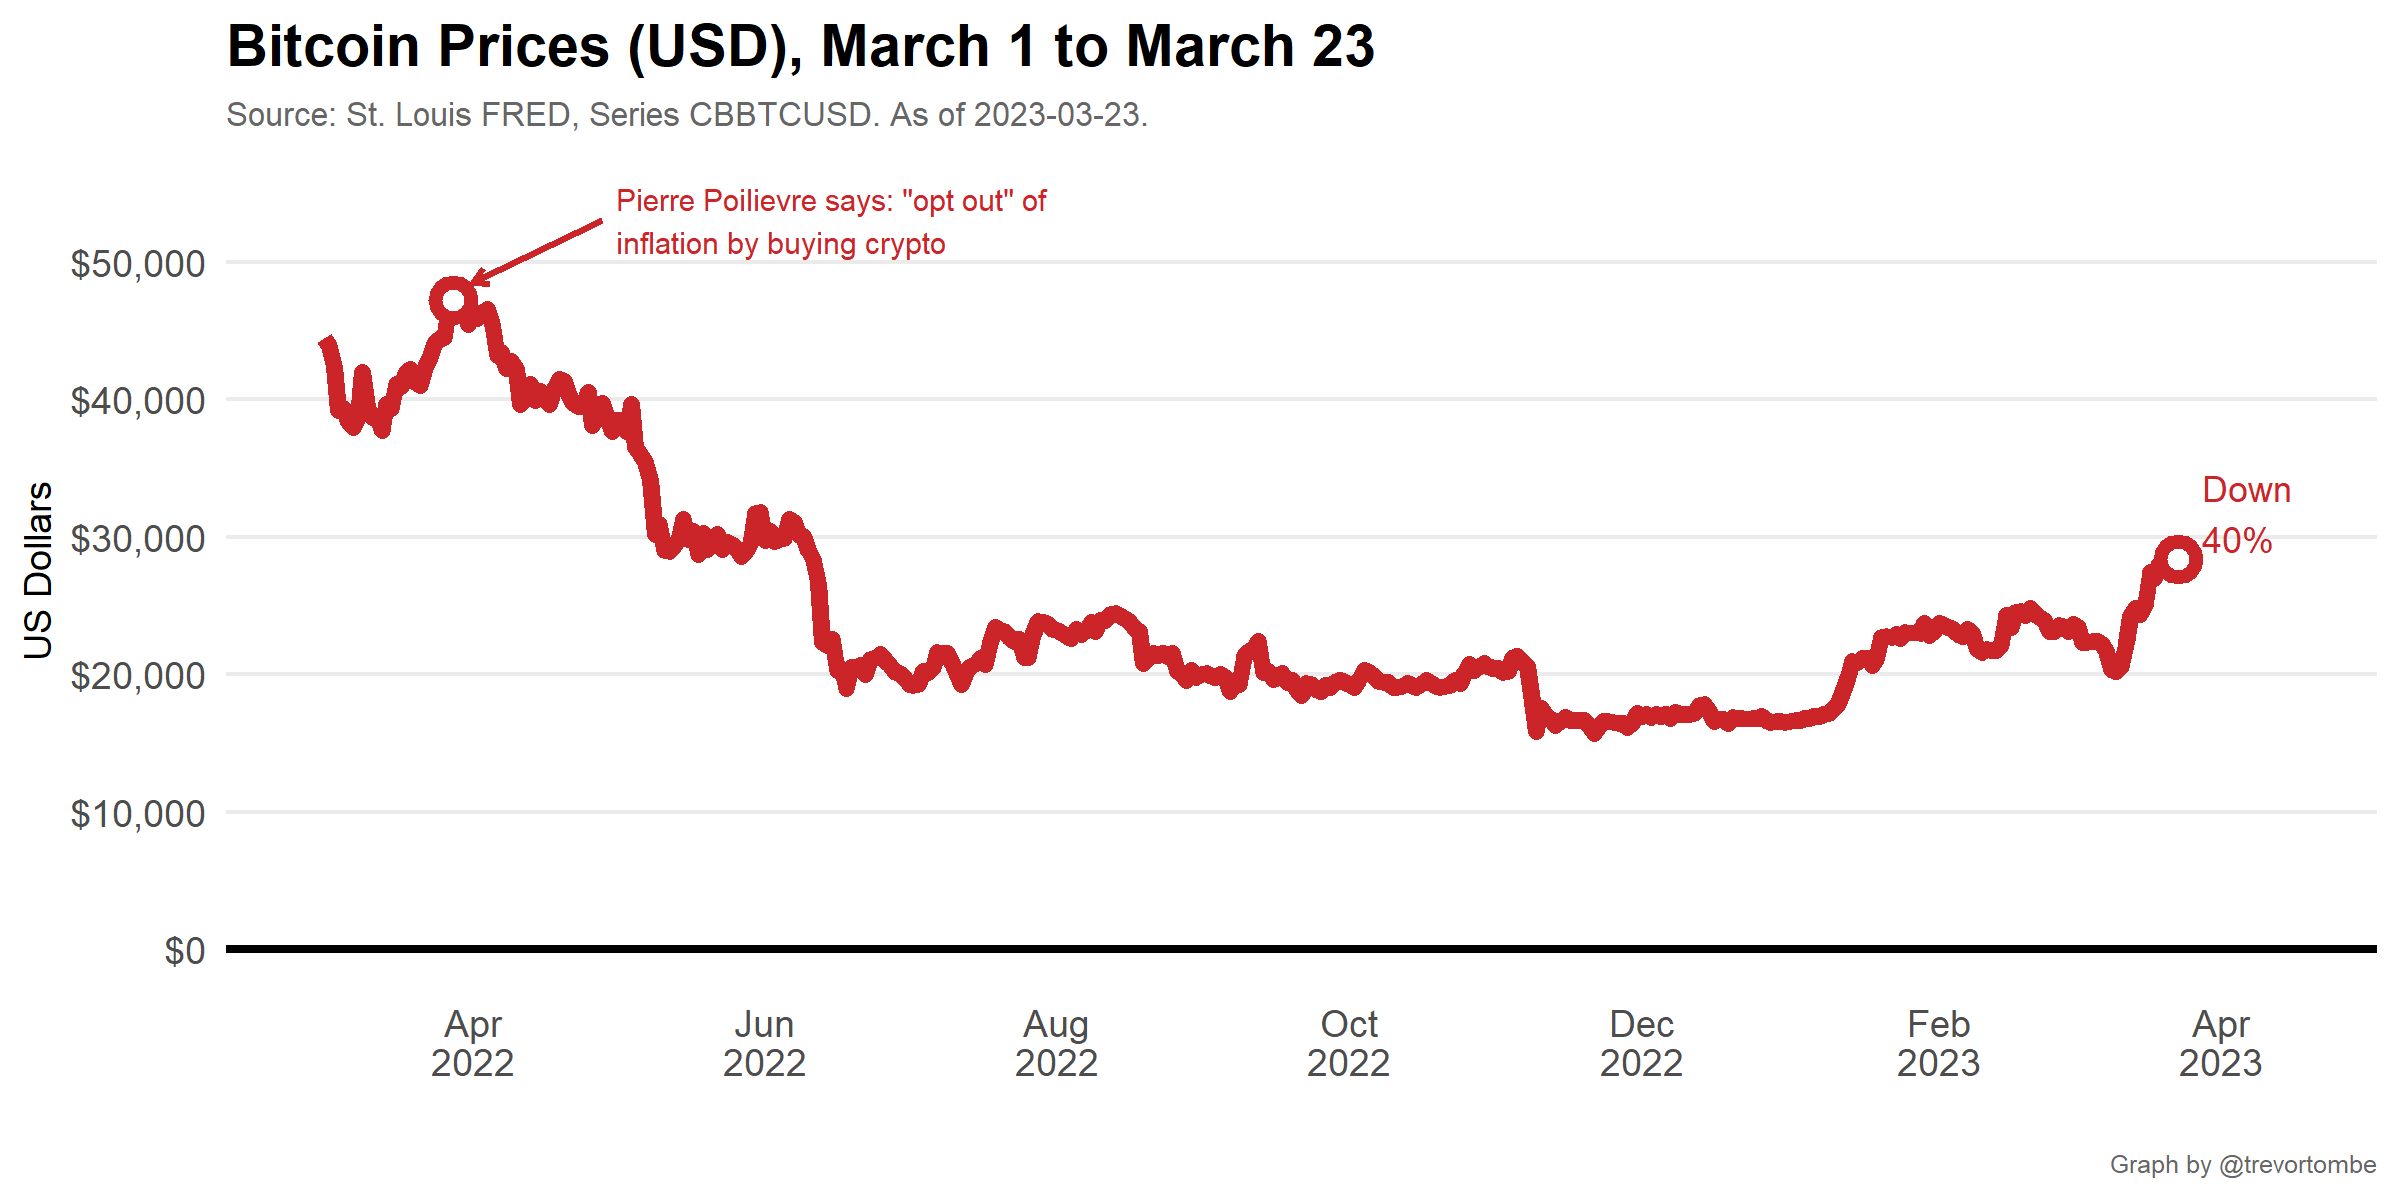 Bitcoin Prices (USD), March 1 to March 23
Source: St. Louis FRED, Series CBBTCUSD. As of 2023-03-23.
Pierre Poilievre says: "opt out" of
inflation by buying crypto
$50,000
$40,000
$30,000
$20,000
$10,000
$0
US Dollars
Down
40%
Apr
2022
Jun
2022
Aug
2022
Oct
2022
Dec
2022
Feb
2023
Apr
2023
Graph by @trevortombe